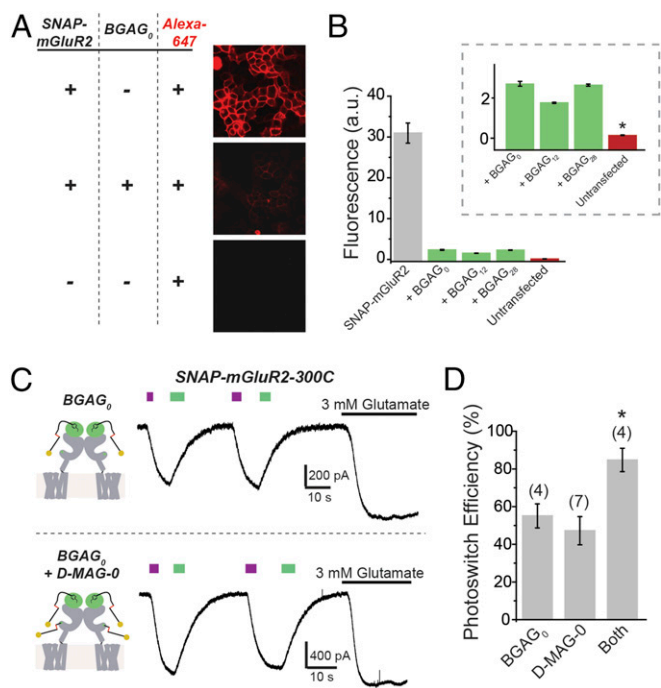 A
SNAP-mGluR2 BGAG0 Alexa-647
+ - +
+ + +
- - +
B
Fluorescence (a.u.)
40
30
20
10
0
SNAP-mGluR2
+ BGAG0
+ BGAG12
+ BGAG28
Untransfected
2
0
*
+ BGAG0
+ BGAG12
+ BGAG28
Untransfected
C
SNAP-mGluR2-300C
BGAG0
3 mM Glutamate
200 pA
10 s
BGAG0
+ D-MAG-0
3 mM Glutamate
400 pA
10 s
D
Photoswitch Efficiency (%)
100
80
60
40
20
0
(4)
(7)
*
(4)
BGAG0
D-MAG-0
Both